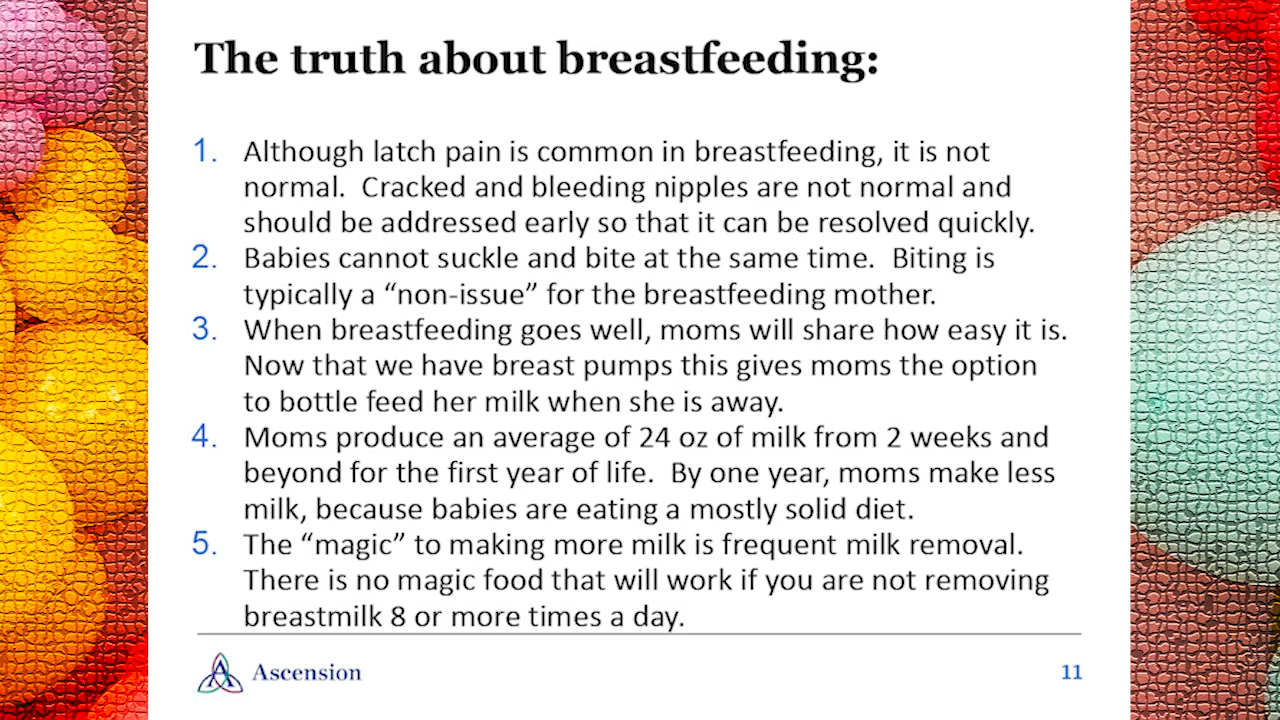 The truth about breastfeeding:
1. Although latch pain is common in breastfeeding, it is not
normal.  Cracked and bleeding nipples are not normal and
should be addressed early so that it can be resolved quickly.
2. Babies cannot suckle and bite at the same time.  Biting is
typically a “non-issue” for the breastfeeding mother.
3. When breastfeeding goes well, moms will share how easy it is.
Now that we have breast pumps this gives moms the option
to bottle feed her milk when she is away.
4. Moms produce an average of 24 oz of milk from 2 weeks and
beyond for the first year of life.  By one year, moms make less
milk, because babies are eating a mostly solid diet.
5. The “magic” to making more milk is frequent milk removal.
There is no magic food that will work if you are not removing
breastmilk 8 or more times a day.
Ascension
11